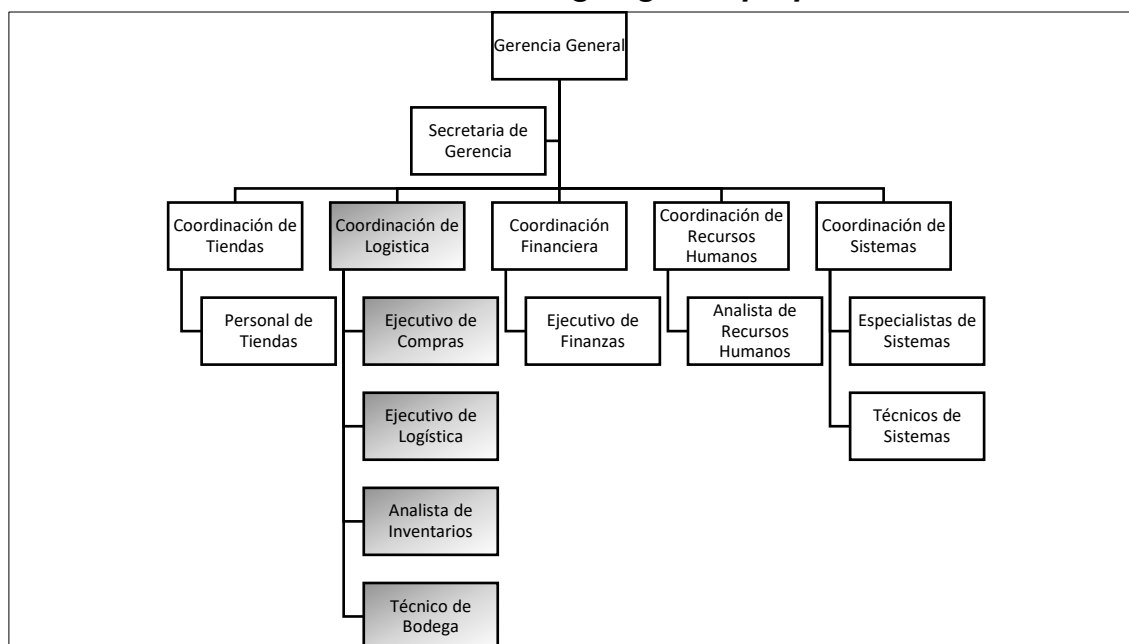 Gerencia General
Secretaria de
Gerencia
Coordinación de
Tiendas
Coordinación de
Logistica
Coordinación
Financiera
Coordinación de
Recursos
Humanos
Coordinación de
Sistemas
Personal de
Tiendas
Ejecutivo de
Compras
Ejecutivo de
Finanzas
Analista de
Recursos
Humanos
Especialistas de
Sistemas
Ejecutivo de
Logística
Técnicos de
Sistemas
Analista de
Inventarios
Técnico de
Bodega